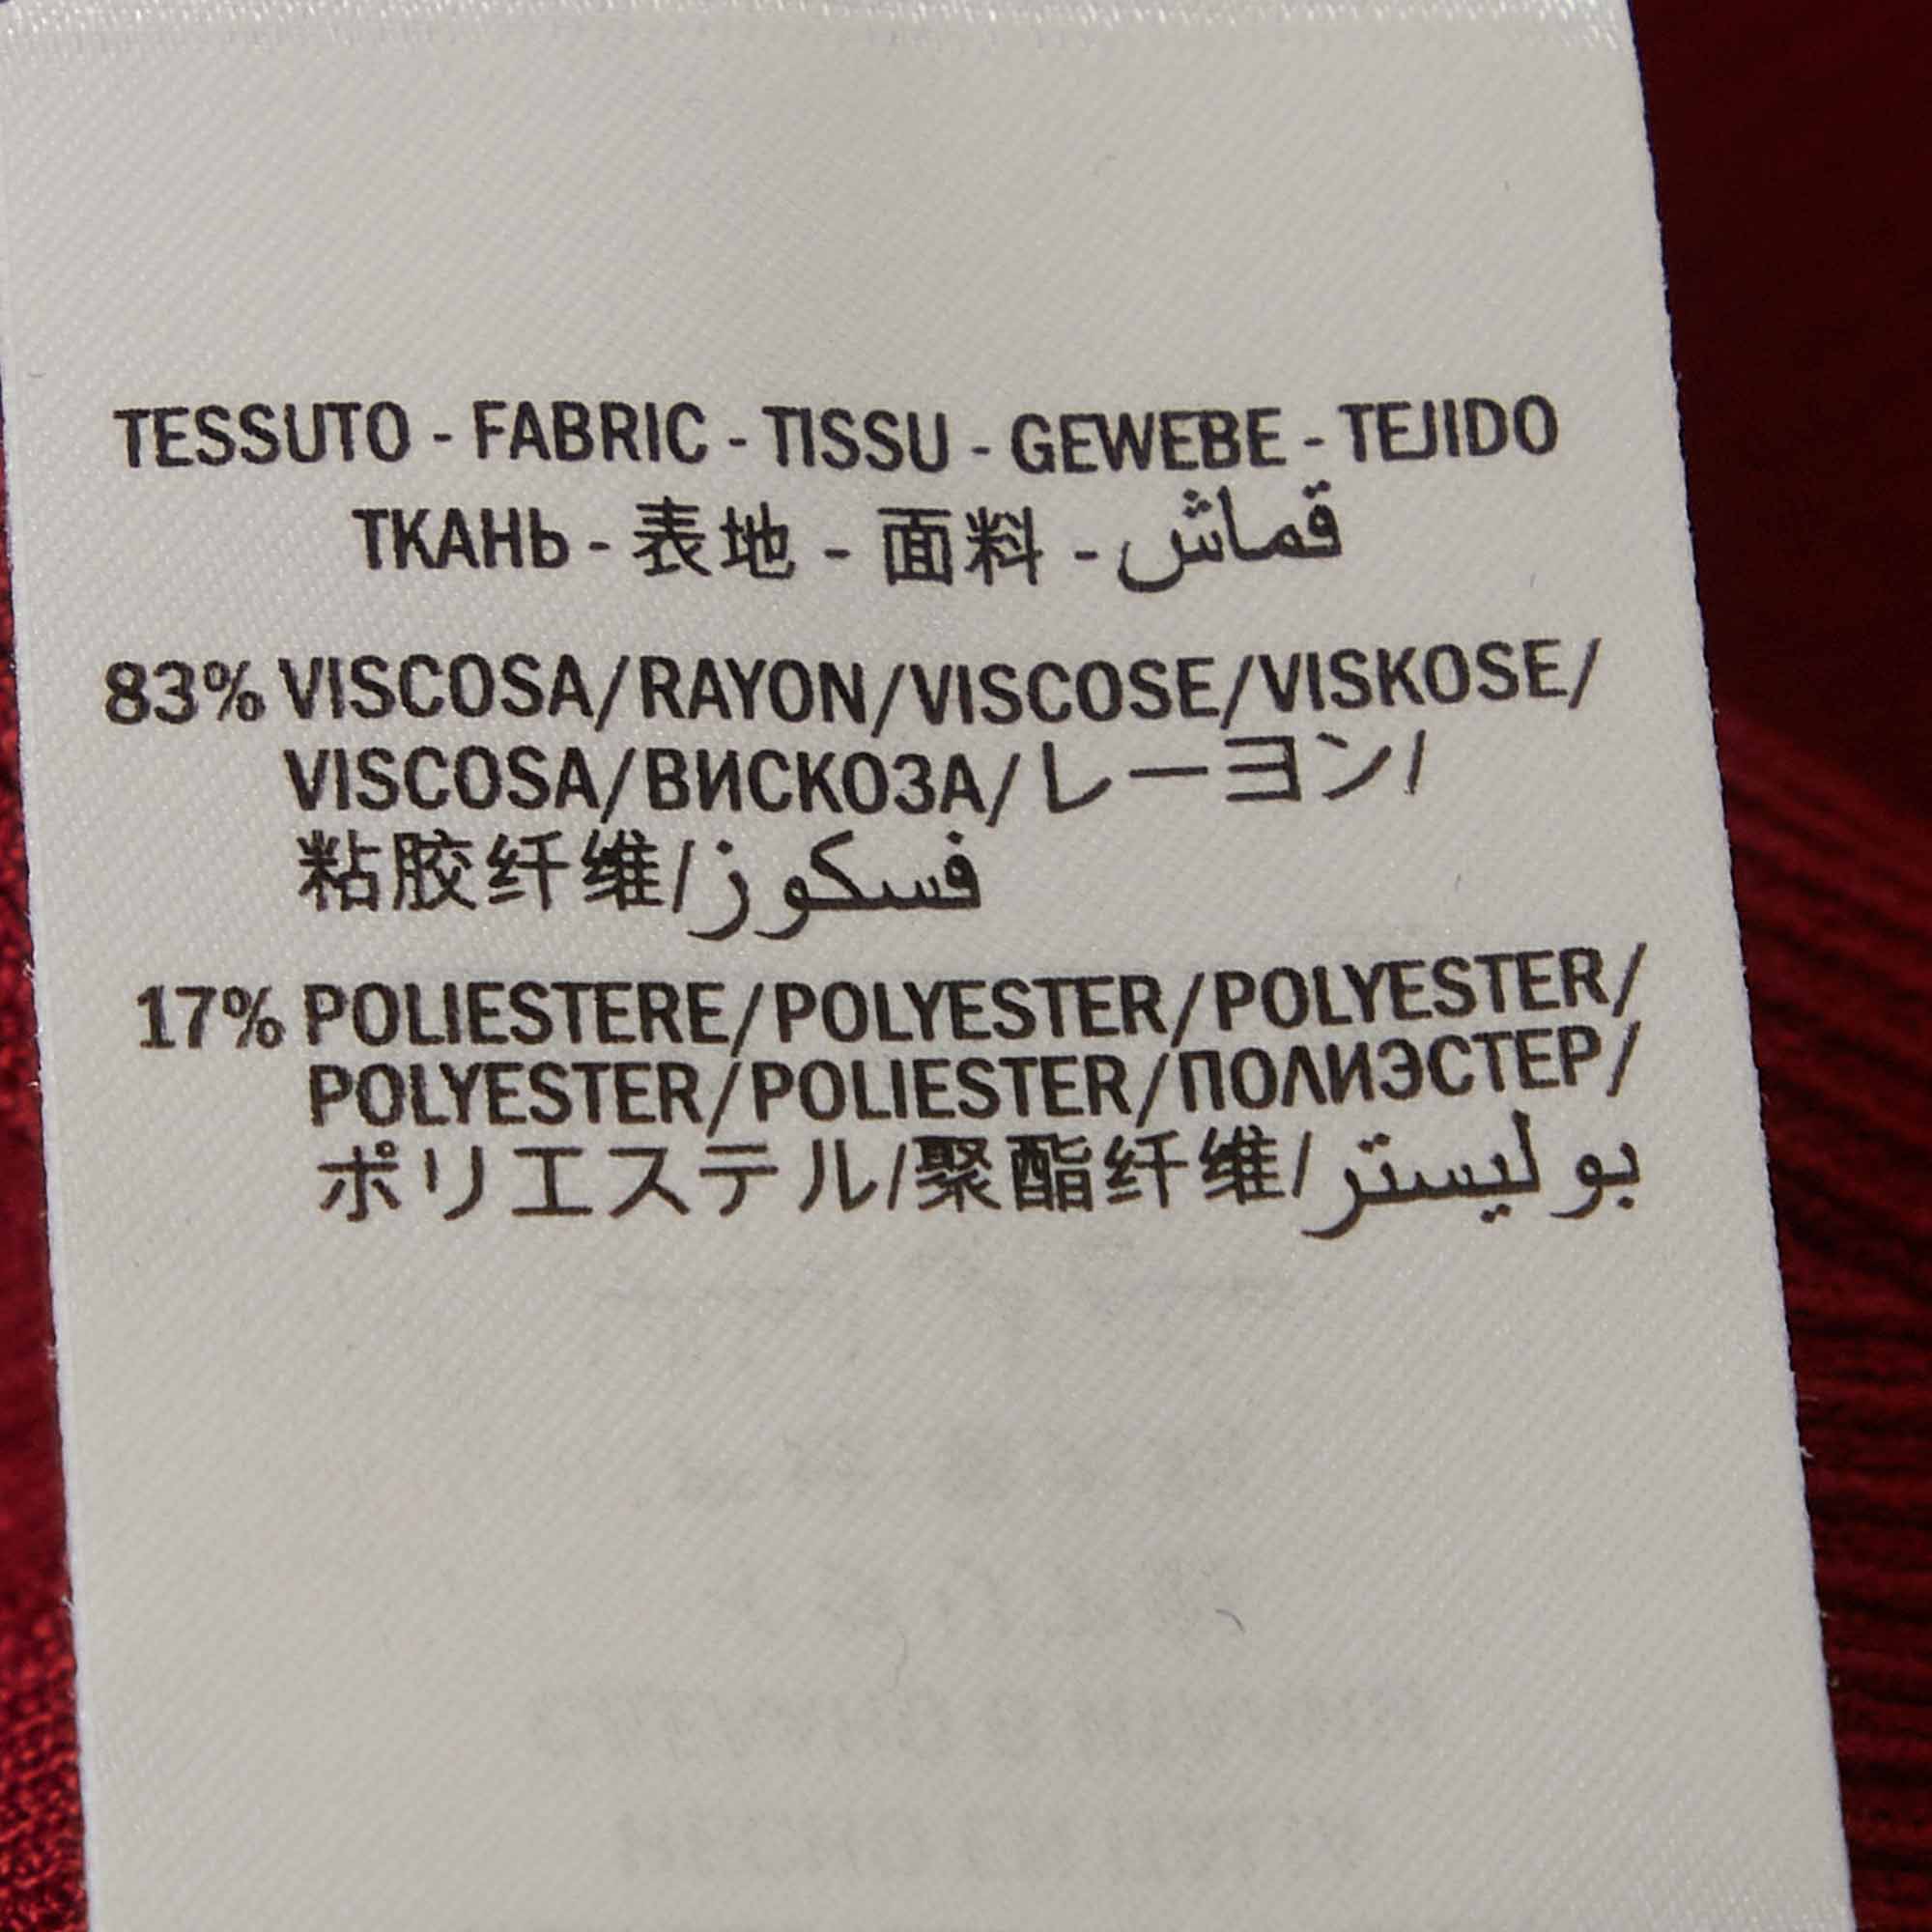 TESSUTO - FABRIC - TISSU - GEWEBE - TEJIDO
ТКАНЬ - 表地 - 面料 - قماش
83% VISCOSA/RAYON/VISCOSE/VISKOSE/
VISCOSA/ВИСКОЗА/レーヨン/
粘胶纤维/فسكوز
17% POLIESTERE/POLYESTER/POLYESTER/
POLYESTER/POLIESTER/ПОЛИЭСТЕР/
ポリエステル/聚酯纤维/بوليستر